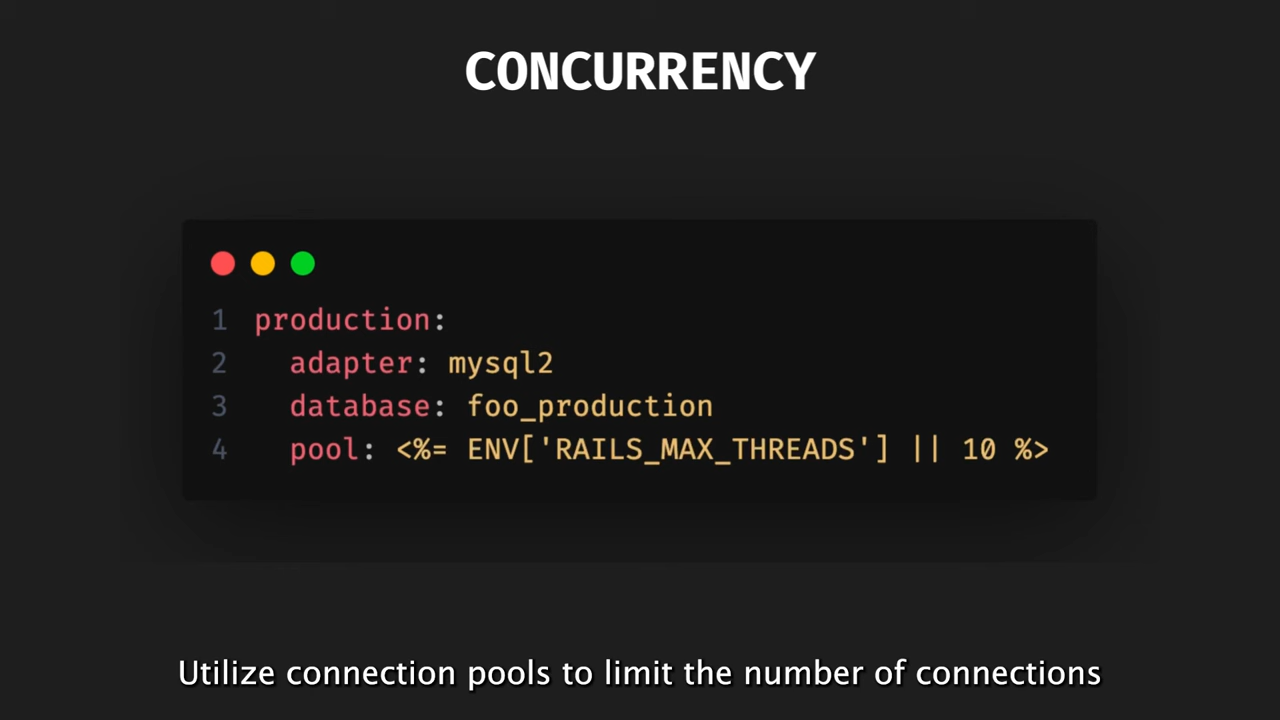 CONCURRENCY
1 production:
2   adapter: mysql2
3   database: foo_production
4   pool: <%= ENV['RAILS_MAX_THREADS'] || 10 %>
Utilize connection pools to limit the number of connections